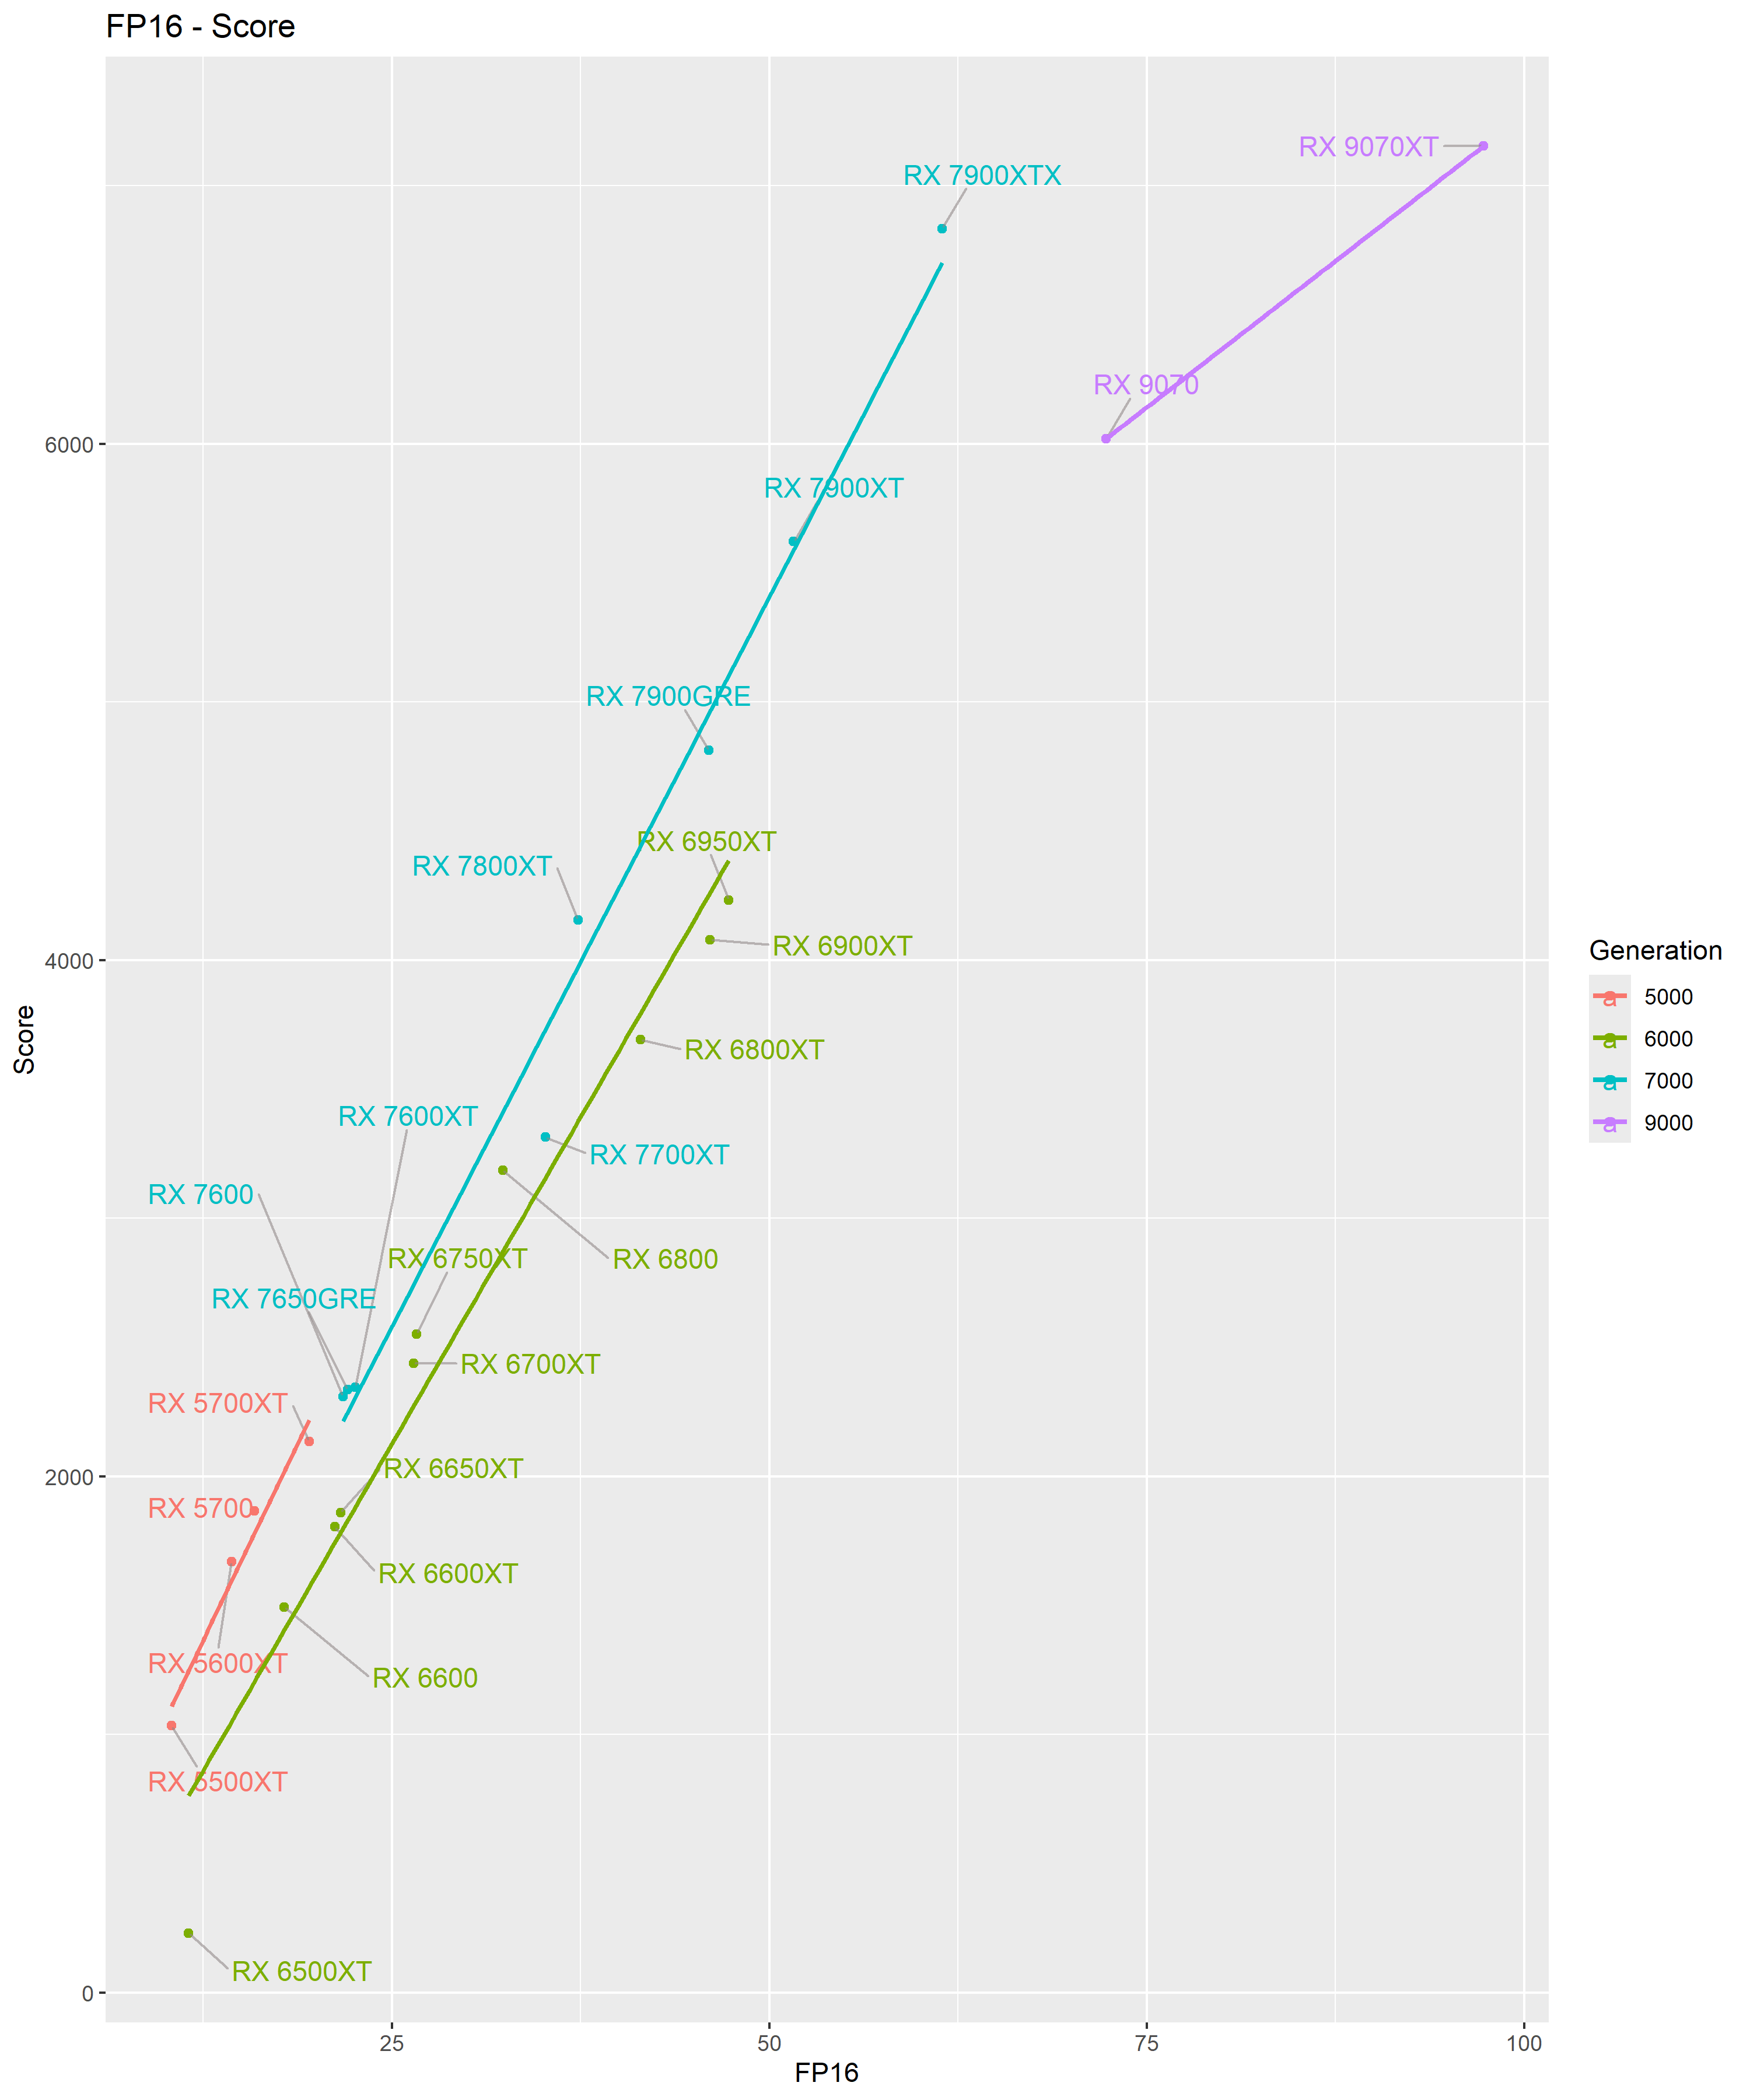 FP16 - Score
RX 9070XT
RX 7900XTX
RX 9070
6000
RX 7900XT
RX 7900GRE
RX 6950XT
RX 7800XT
RX 6900XT
Generation
4000
5000
Score
6000
RX 6800XT
7000
RX 7600XT
9000
RX 7700XT
RX 7600
RX 6750XT
RX 6800
RX 7650GRE
RX 6700XT
RX 5700XT
RX 6650XT
2000
RX 5700
RX 6600XT
RX 5600XT
RX 6600
RX 5500XT
RX 6500XT
0
25
50
75
100
FP16